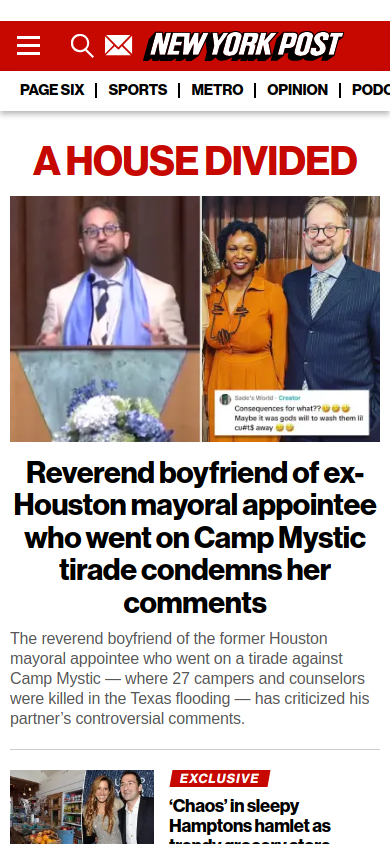 NEW YORK POST
PAGE SIX
SPORTS
METRO
OPINION
PODC
A HOUSE DIVIDED
Sade's World · Creator
Consequences for what??🤣🤣🤣
Maybe it was gods will to wash them lil
cu#t$ away 🤣🤣
Reverend boyfriend of ex-
Houston mayoral appointee
who went on Camp Mystic
tirade condemns her
comments
The reverend boyfriend of the former Houston
mayoral appointee who went on a tirade against
Camp Mystic — where 27 campers and counselors
were killed in the Texas flooding — has criticized his
partner’s controversial comments.
EXCLUSIVE
‘Chaos’ in sleepy
Hamptons hamlet as
trendy grocery store